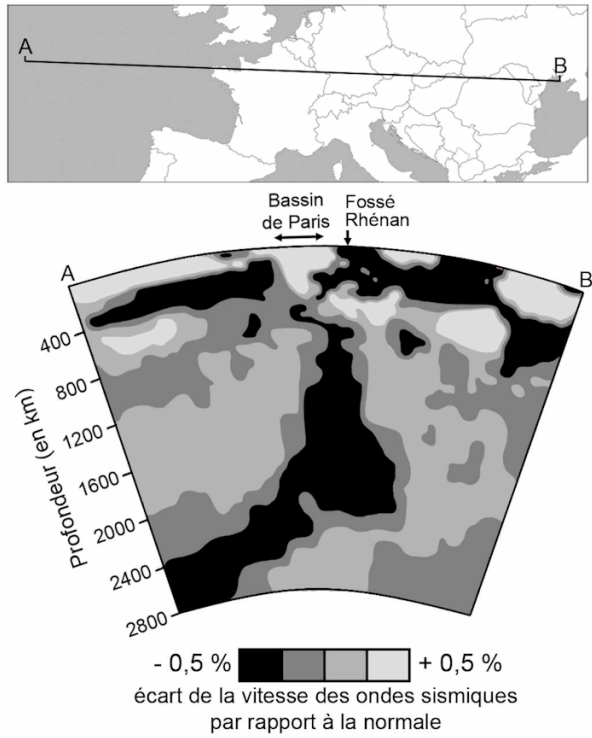 A
B
Bassin
de Paris
Fossé
Rhénan
A
B
400
800
1200
1600
2000
2400
2800
Profondeur (en km)
- 0,5 % + 0,5 %
écart de la vitesse des ondes sismiques
par rapport à la normale